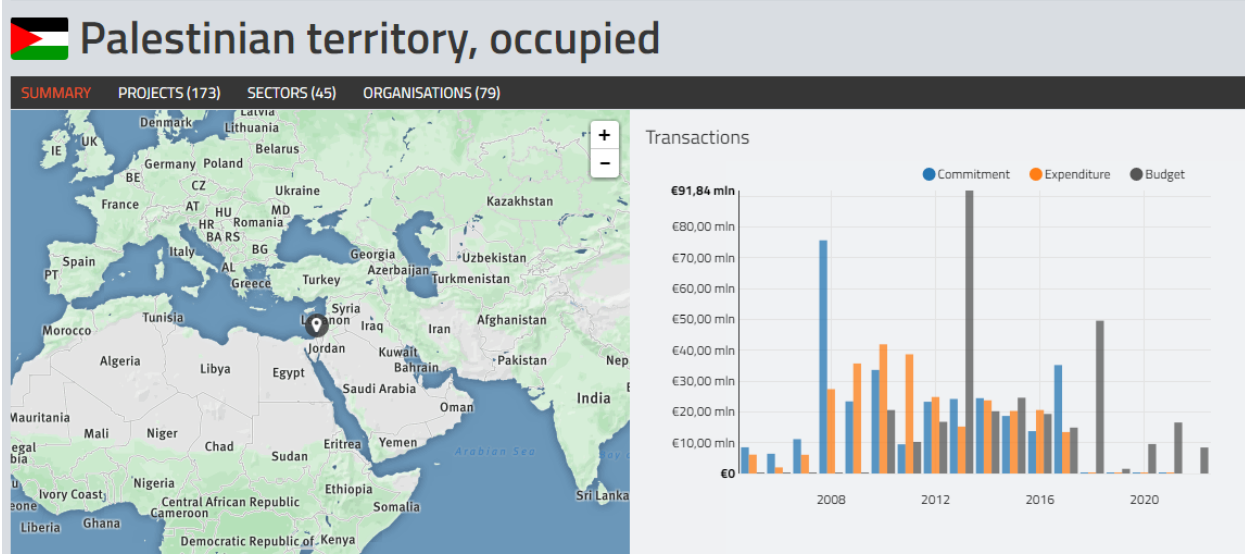 Palestinian territory, occupied
SUMMARY PROJECTS (173) SECTORS (45) ORGANISATIONS (79)
Latvia
Denmark Lithuania
UK
IE Belarus
Germany Poland
BE
CZ Ukraine
France AT HU MD Kazakhstan
HR Romania
BA RS
Italy BG Georgia Uzbekistan
Spain AL Azerbaijan
PT Greece Turkey Turkmenistan
Syria
Tunisia Iraq Iran Afghanistan
Morocco
Jordan
Algeria Libya Egypt Kuwait Pakistan
Bahrain
Saudi Arabia India
Oman
Mauritania
Mali Niger Chad Eritrea Yemen
Sudan Arabian Sea
Nigeria Ethiopia Sri Lanka
Ivory Coast Central African Republic
Cameroon Somalia
Liberia Ghana
Democratic Republic of Kenya
+
−
Transactions
Commitment Expenditure Budget
€91,84 mln
€80,00 mln
€70,00 mln
€60,00 mln
€50,00 mln
€40,00 mln
€30,00 mln
€20,00 mln
€10,00 mln
€0
2008 2012 2016 2020